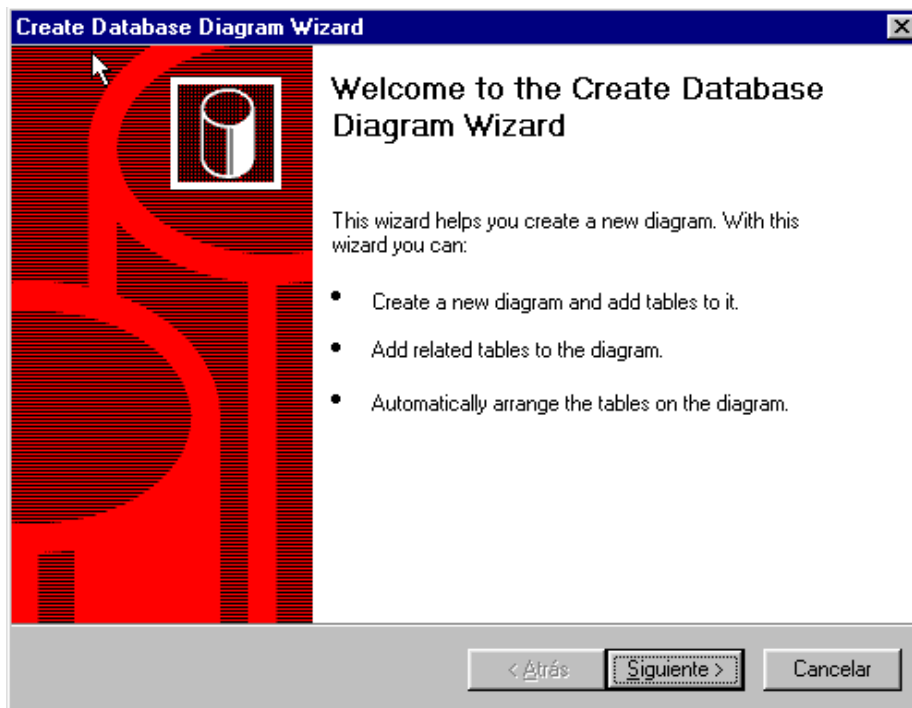 Create Database Diagram Wizard
Welcome to the Create Database
Diagram Wizard
This wizard helps you create a new diagram. With this
wizard you can:
• Create a new diagram and add tables to it.
• Add related tables to the diagram.
• Automatically arrange the tables on the diagram.
< Atrás Siguiente > Cancelar